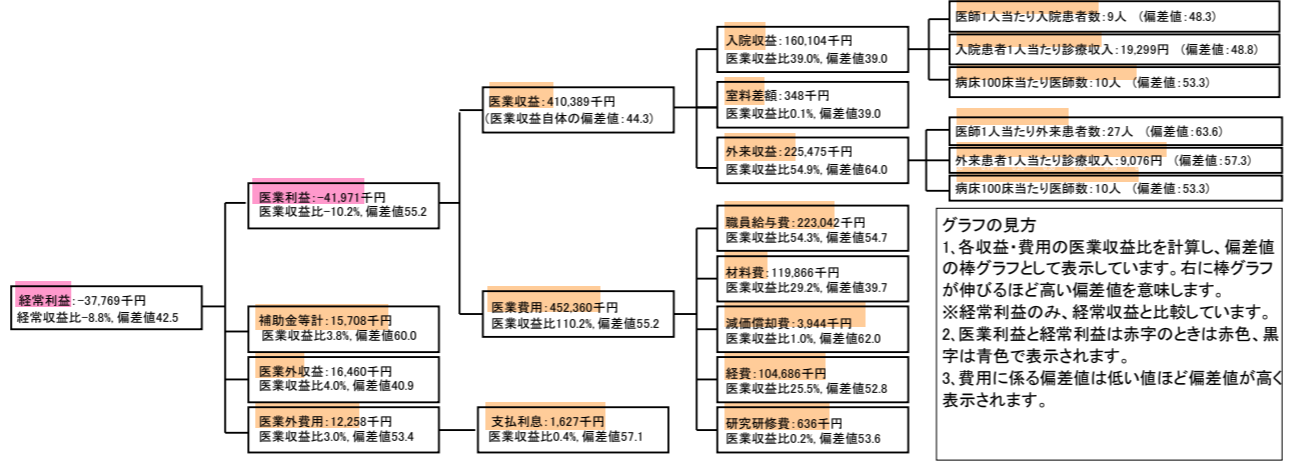 経常利益:-37,769千円
経常収比-8.8%, 偏差値42.5
医業利益:-41,971千円
医業収益比-10.2%, 偏差値55.2
補助金等計:15,708千円
医業収比3.8%, 偏差値60.0
医業外収益:16,460千円
医業収益比4.0%, 偏差値40.9
医業外費用:12,258千円
医業収益比3.0%, 偏差値53.4
医業収益:410,389千円
(医業収益自体の偏差値:44.3)
医業費用:452,360千円
医業収益比110.2%, 偏差値55.2
支払利息:1,627千円
医業収益比0.4%, 偏差値57.1
入院収益:160,104千円
医業収益比39.0%, 偏差値39.0
室料差額:348千円
医業収益比0.1%, 偏差値39.0
外来収益:225,475千円
医業収益比54.9%, 偏差値64.0
職員給与費:223,042千円
医業収益比54.3%, 偏差値54.7
材料費:119,866千円
医業収益比29.2%, 偏差値39.7
減価償却費:3,944千円
医業収益比1.0%, 偏差値62.0
経費:104,686千円
医業収益比25.5%, 偏差値52.8
研究研修費:636千円
医業収益比0.2%, 偏差値53.6
医師1人当たり入院患者数:9人 (偏差値:48.3)
入院患者1人当たり診療収入:19,299円 (偏差値:48.8)
病床100床当たり医師数:10人 (偏差値:53.3)
医師1人当たり外来患者数:27人 (偏差値:63.6)
外来患者1人当たり診療収入:9,076円 (偏差値:57.3)
病床100床当たり医師数:10人 (偏差値:53.3)
グラフの見方
1、各収益・費用の医業収益比を計算し、偏差値
の棒グラフとして表示しています。右に棒グラフ
が伸びるほど高い偏差値を意味します。
※経常利益のみ、経常収益と比較しています。
2、医業利益と経常利益は赤字のときは赤色、黒
字は青色で表示されます。
3、費用に係る偏差値は低い値ほど偏差値が高く
表示されます。